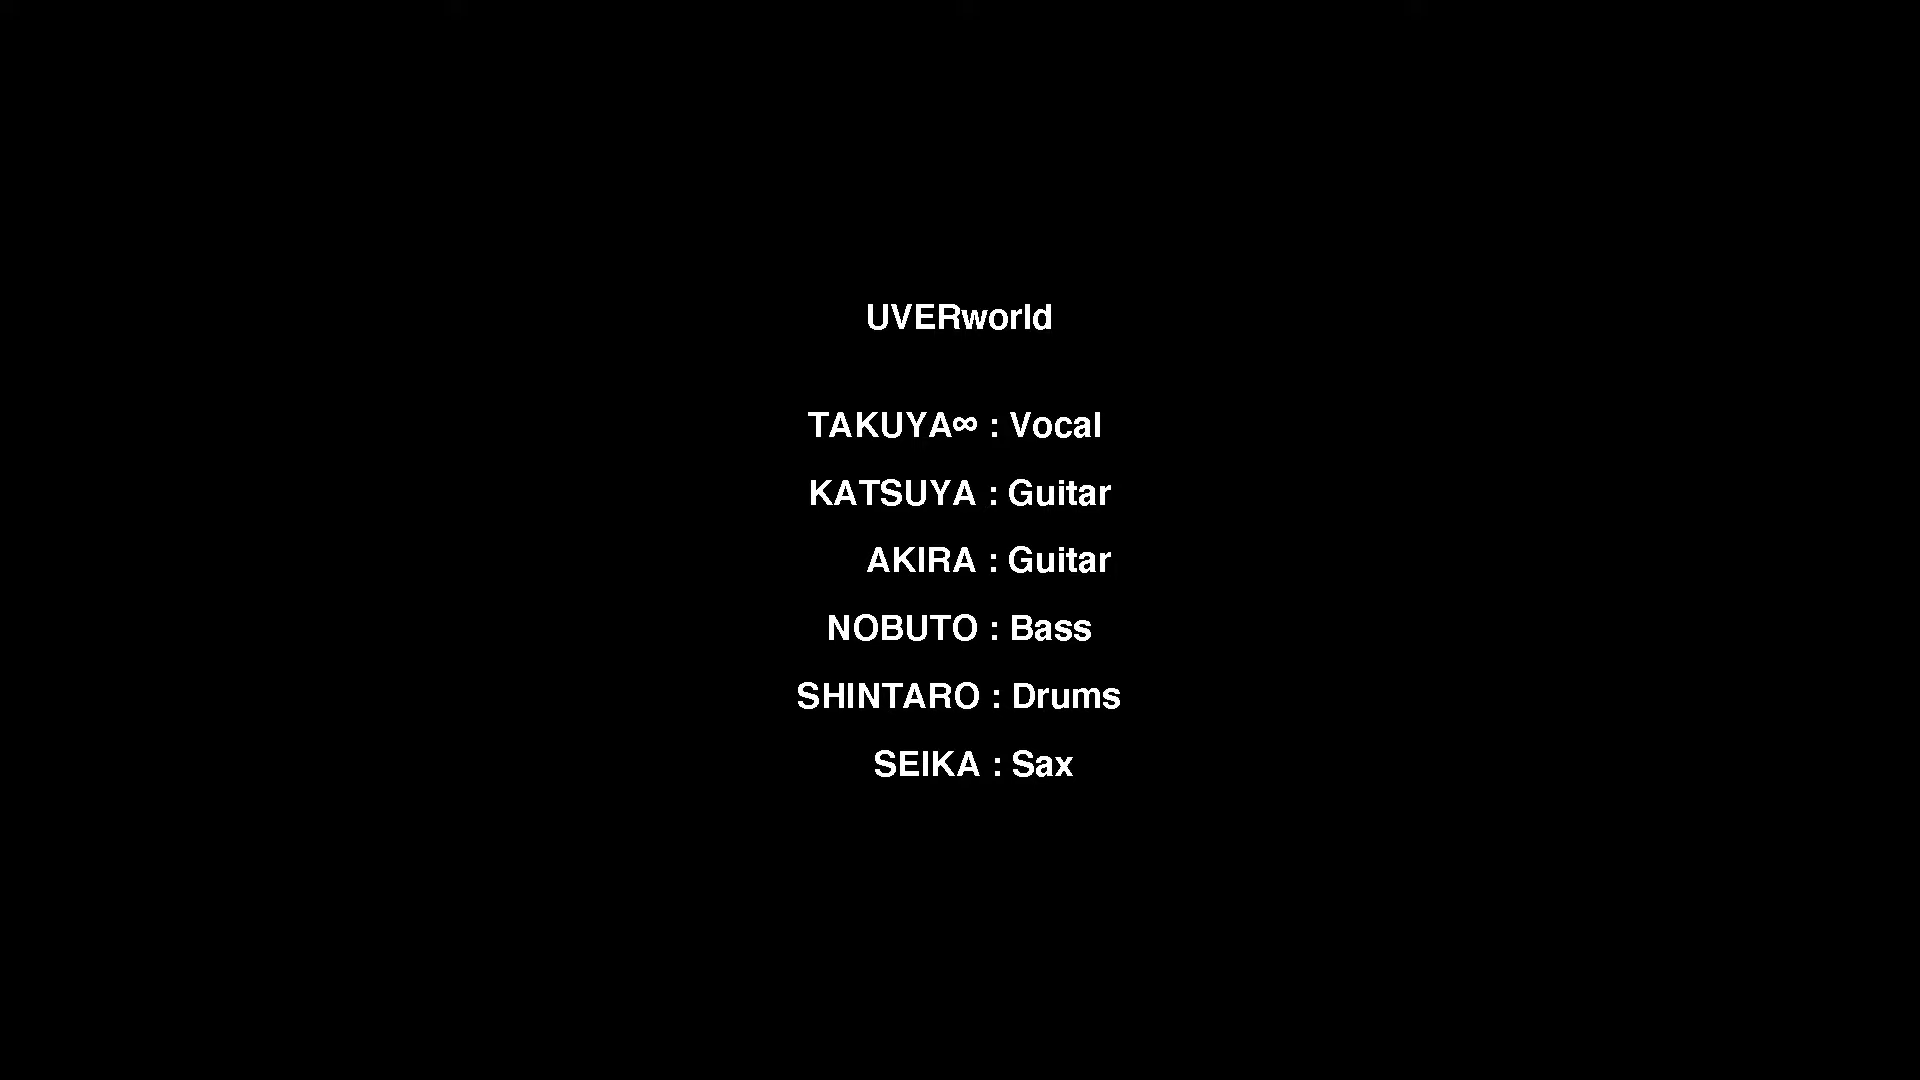 UVERworld
TAKUYA∞ : Vocal
KATSUYA : Guitar
AKIRA : Guitar
NOBUTO : Bass
SHINTARO : Drums
SEIKA : Sax